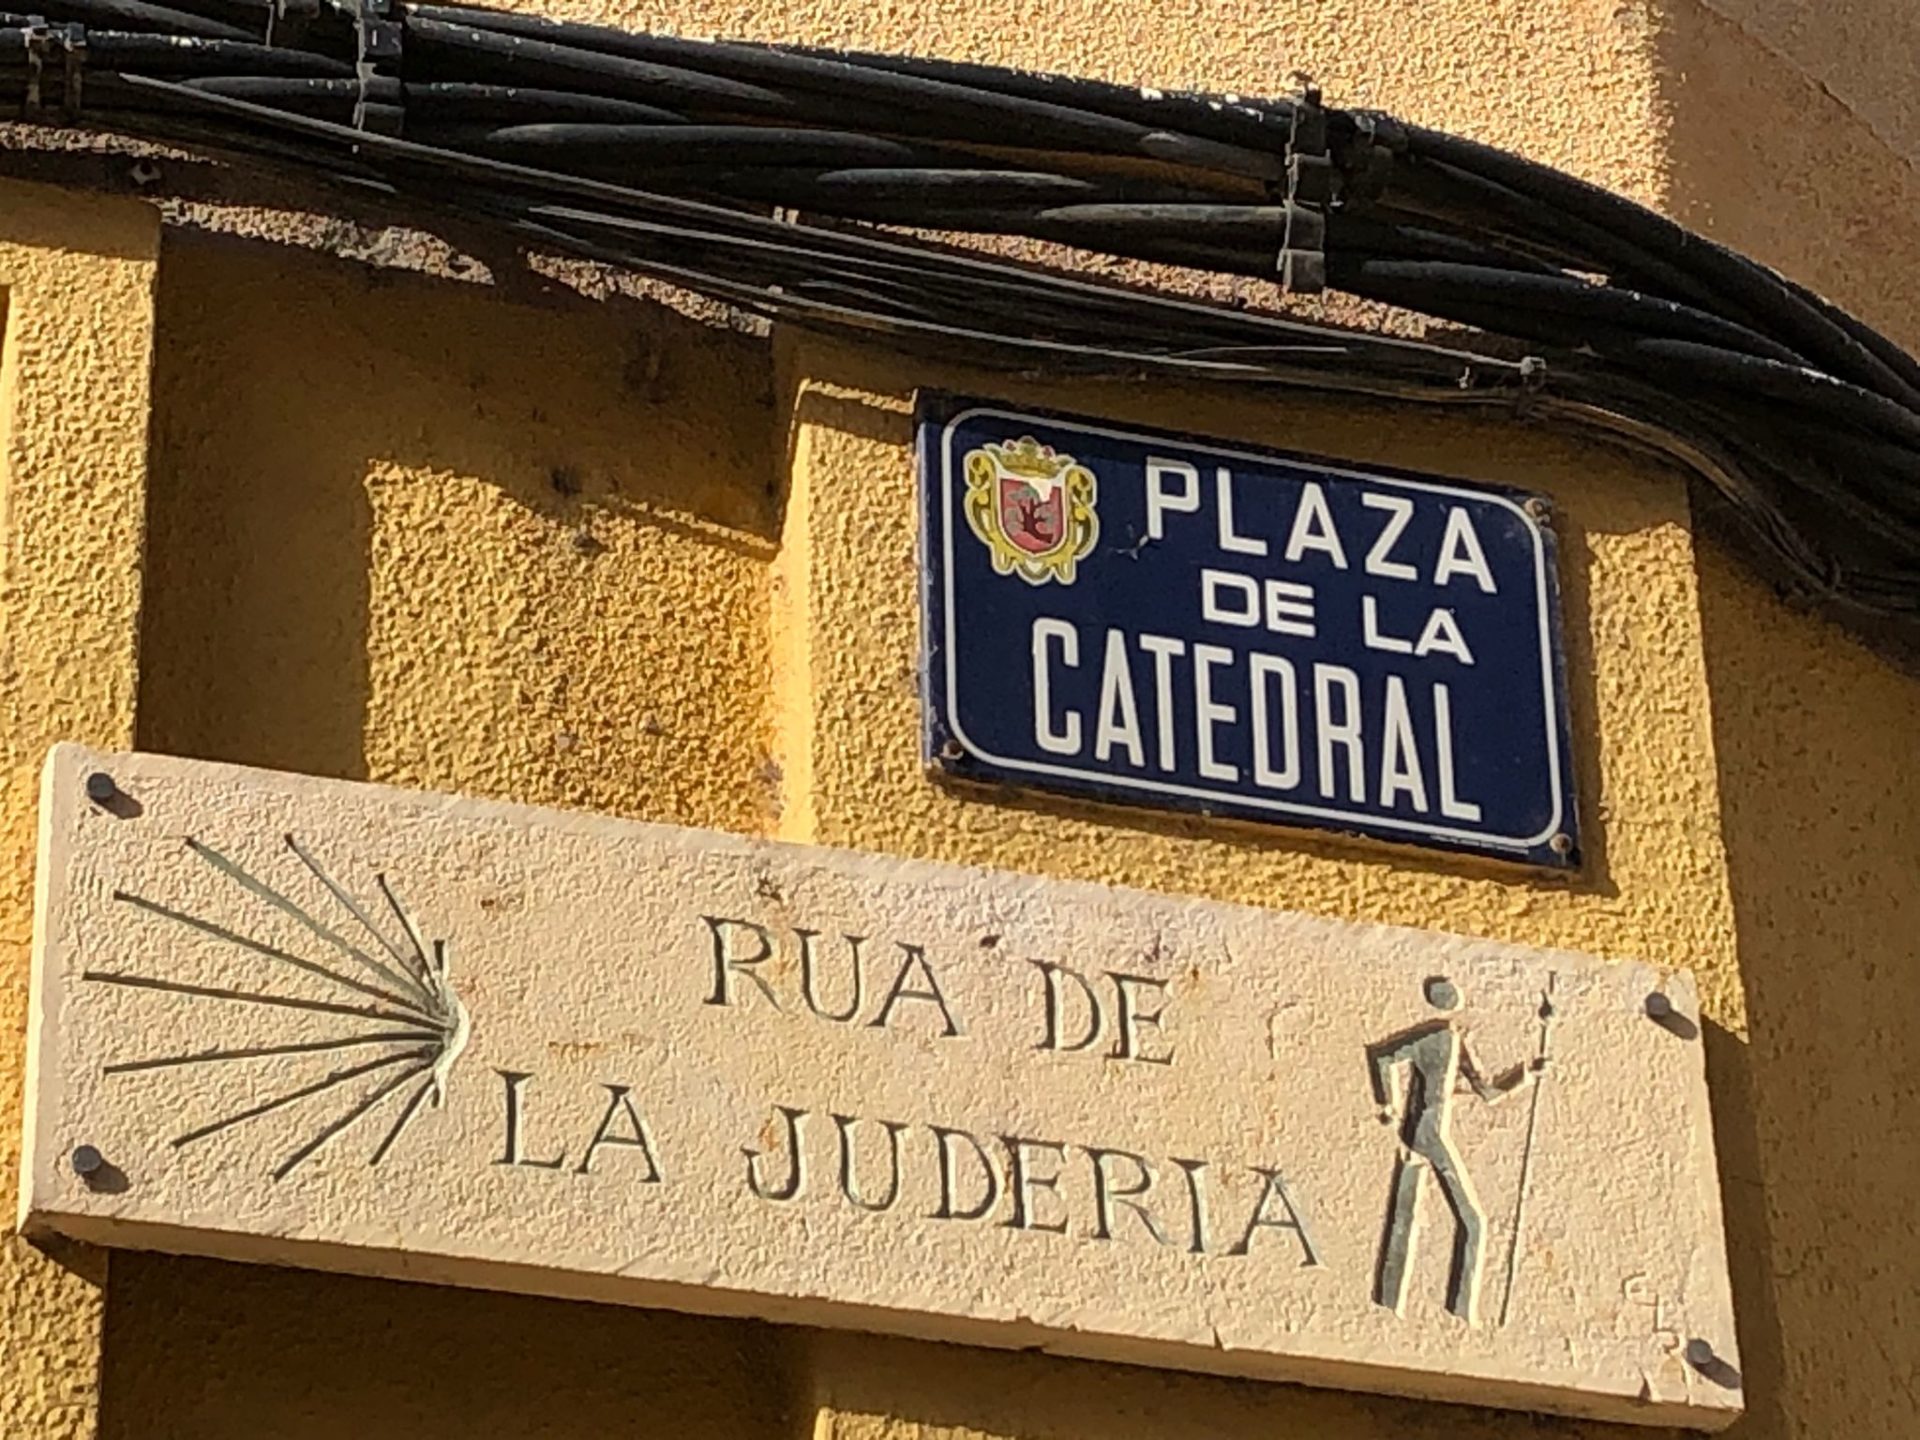 PLAZA
DE LA
CATEDRAL
RUA DE
LA JUDERIA